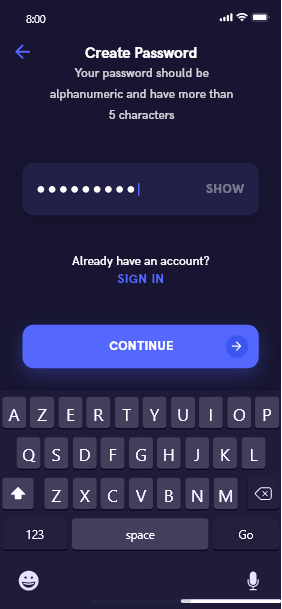 8:00
Create Password
Your password should be
alphanumeric and have more than
5 characters
SHOW
Already have an account?
SIGN IN
CONTINUE
A Z E R T Y U I O P
Q S D F G H J K L
Z X C V B N M
123 space Go